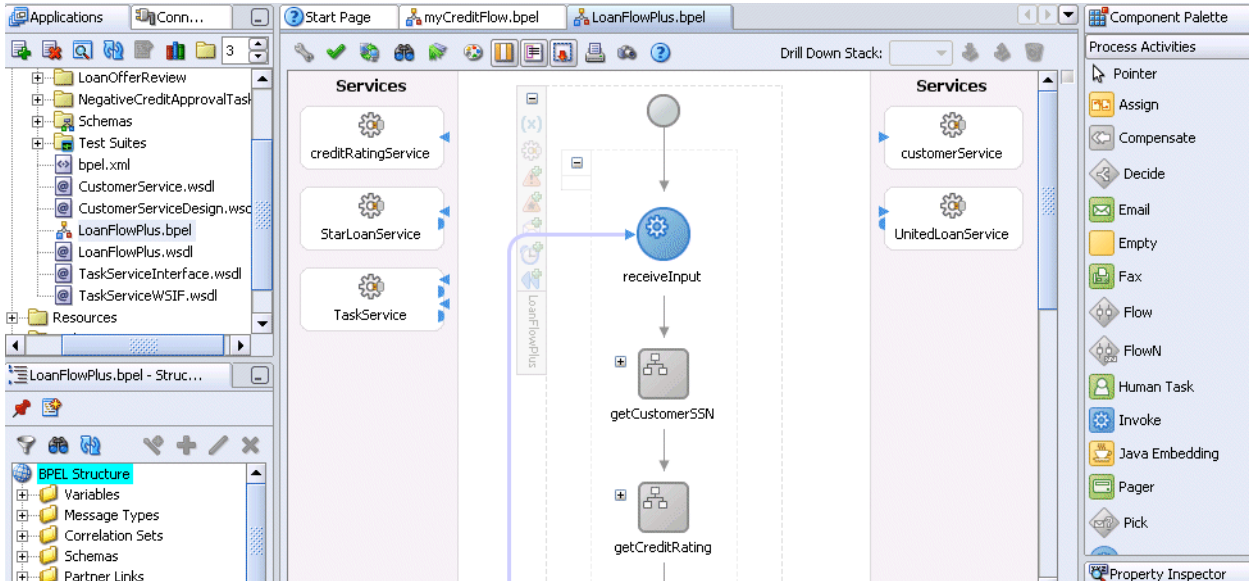 Applications
Conn...
Start Page
myCreditFlow.bpel
LoanFlowPlus.bpel
Component Palette
3
Drill Down Stack:
Process Activities
LoanOfferReview
NegativeCreditApprovalTask
Schemas
Test Suites
bpel.xml
CustomerService.wsdl
CustomerServiceDesign.wsd
LoanFlowPlus.bpel
LoanFlowPlus.wsdl
TaskServiceInterface.wsdl
TaskServiceWSIF.wsdl
Resources
LoanFlowPlus.bpel - Struc...
BPEL Structure
Variables
Message Types
Correlation Sets
Schemas
Partner Links
Services
creditRatingService
StarLoanService
TaskService
(x)
LoanFlowPlus
receiveInput
getCustomerSSN
getCreditRating
Services
customerService
UnitedLoanService
Pointer
Assign
Compensate
Decide
Email
Empty
Fax
Flow
FlowN
Human Task
Invoke
Java Embedding
Pager
Pick
Property Inspector